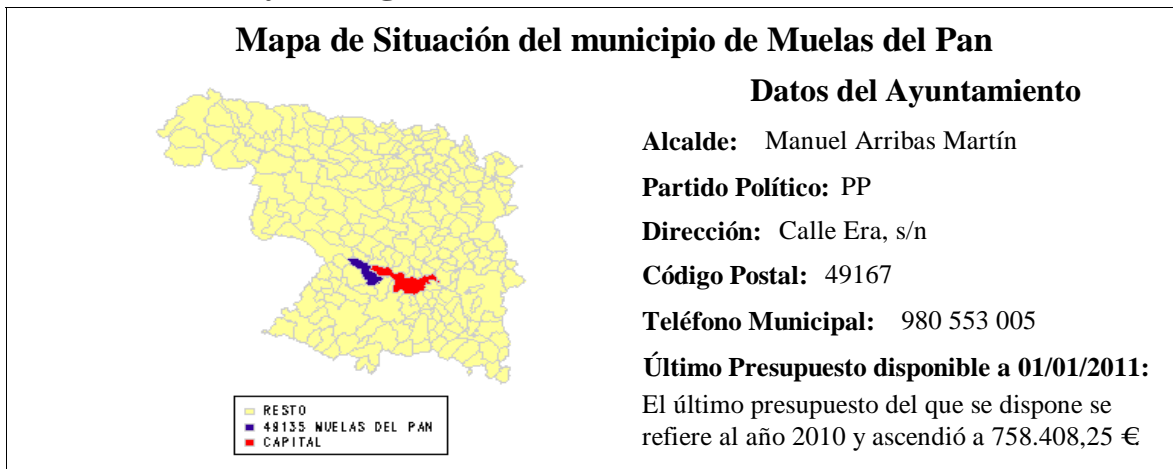 Mapa de Situación del municipio de Muelas del Pan
Datos del Ayuntamiento
Alcalde: Manuel Arribas Martín
Partido Político: PP
Dirección: Calle Era, s/n
Código Postal: 49167
Teléfono Municipal: 980 553 005
Último Presupuesto disponible a 01/01/2011:
El último presupuesto del que se dispone se
refiere al año 2010 y ascendió a 758.408,25 €
RESTO
49135 MUELAS DEL PAN
CAPITAL